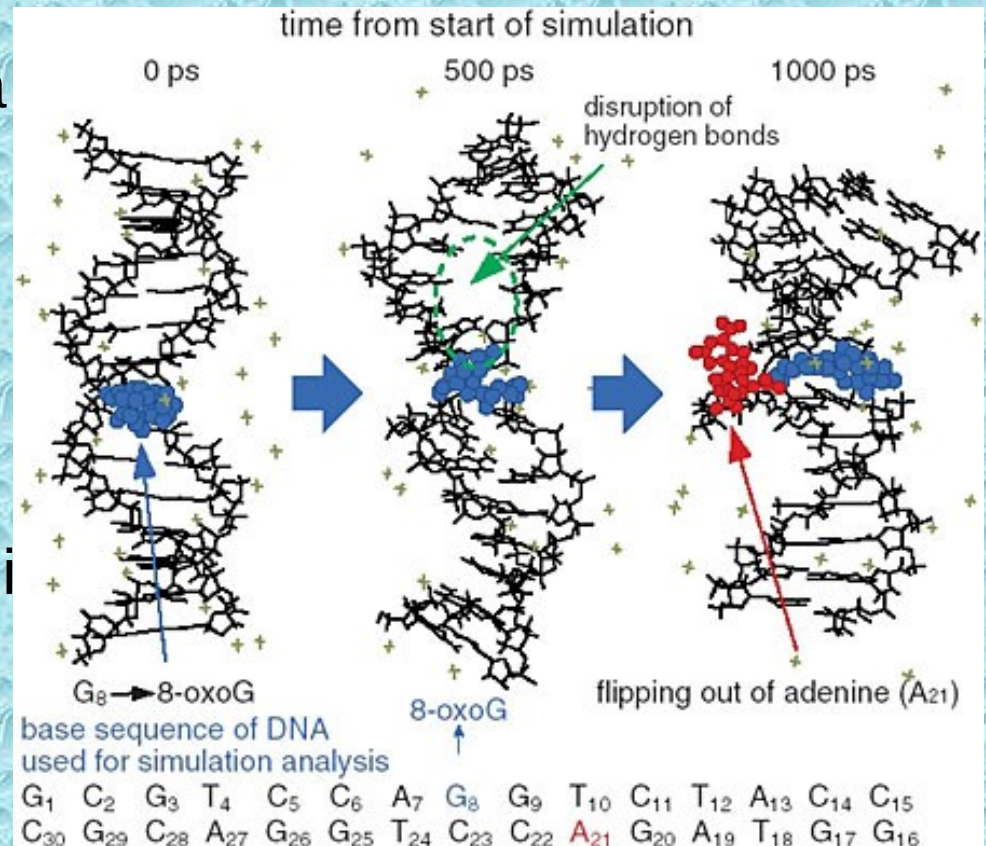 time from start of simulation
0 ps 500 ps 1000 ps
disruption of
hydrogen bonds
G₈→8-oxoG
8-oxoG
flipping out of adenine (A₂₁)
base sequence of DNA
used for simulation analysis
G₁ C₂ G₃ T₄ C₅ C₆ A₇ G₈ G₉ T₁₀ C₁₁ T₁₂ A₁₃ C₁₄ C₁₅
C₃₀ G₂₉ C₂₈ A₂₇ G₂₆ G₂₅ T₂₄ C₂₃ C₂₂ A₂₁ G₂₀ A₁₉ T₁₈ G₁₇ G₁₆